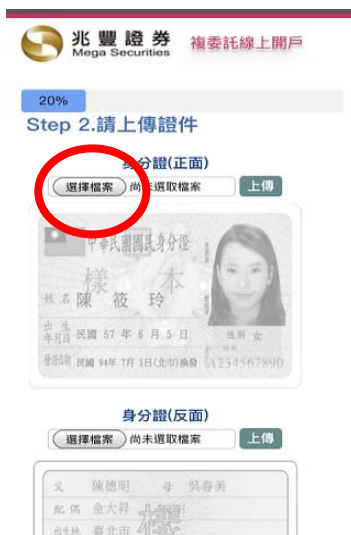 兆豐證券 複委託線上開戶
Mega Securities
20%
Step 2.請上傳證件
身分證(正面)
選擇檔案 尚未選取檔案 上傳
中華民國國民身分證
樣本
姓名 陳筱玲
出生年月日 民國 57 年 6 月 5 日 性別 女
發證日期 民國 94年 7月 1日(北市)換發 A234567890
身分證(反面)
選擇檔案 尚未選取檔案 上傳
父 陳德明 母 吳春美
配偶 金大昇
出生地 臺北市